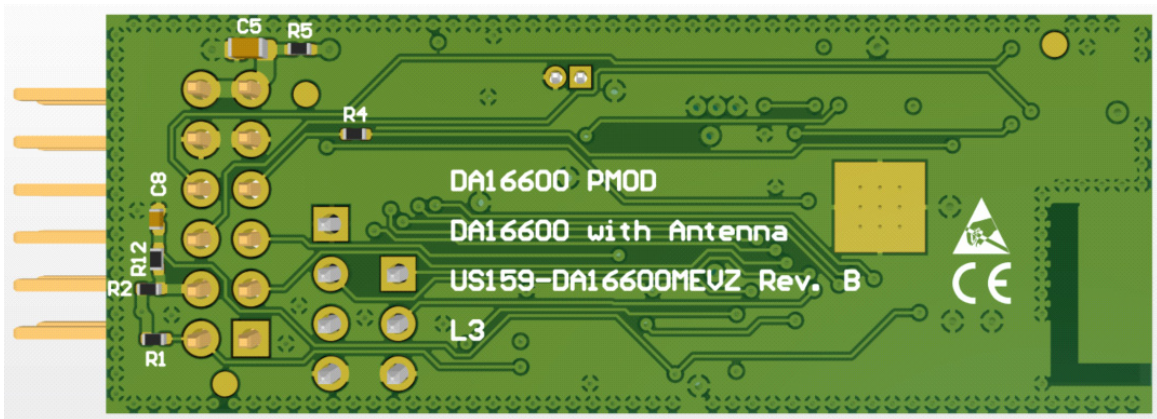 C5
R5
R4
C8
DA16600 PMOD
DA16600 with Antenna
R12
R2
US159-DA16600MEVZ Rev. B
CE
L3
R1